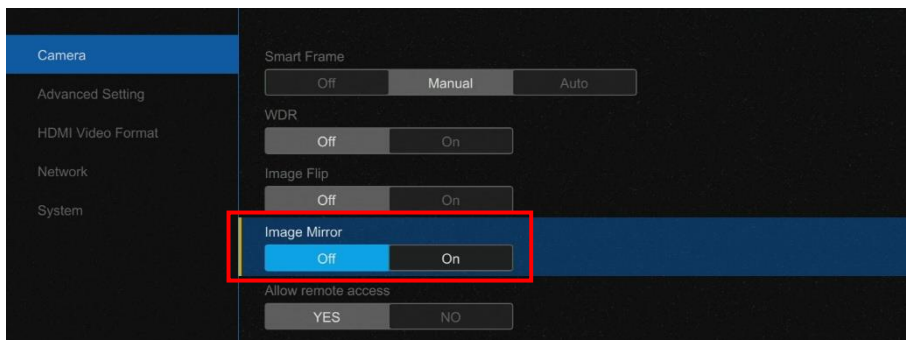 Camera
Advanced Setting
HDMI Video Format
Network
System
Smart Frame
Off Manual Auto
WDR
Off On
Image Flip
Off On
Image Mirror
Off On
Allow remote access
YES NO